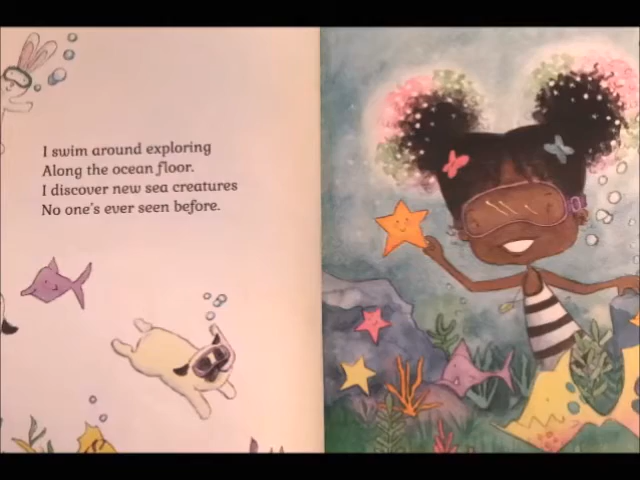 I swim around exploring
Along the ocean floor.
I discover new sea creatures
No one's ever seen before.